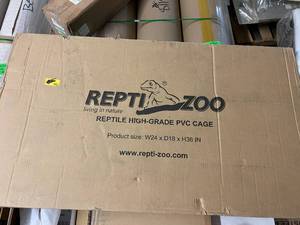 REPTI ZOO
living in nature
REPTILE HIGH-GRADE PVC CAGE
Product size: W24 x D18 x H36 IN
www.repti-zoo.com